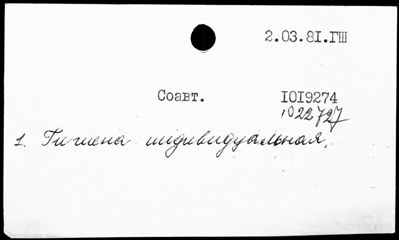 2.03.81.ГШ
Соавт. 1019274
1022727
1. Гигиена индивидуальная,